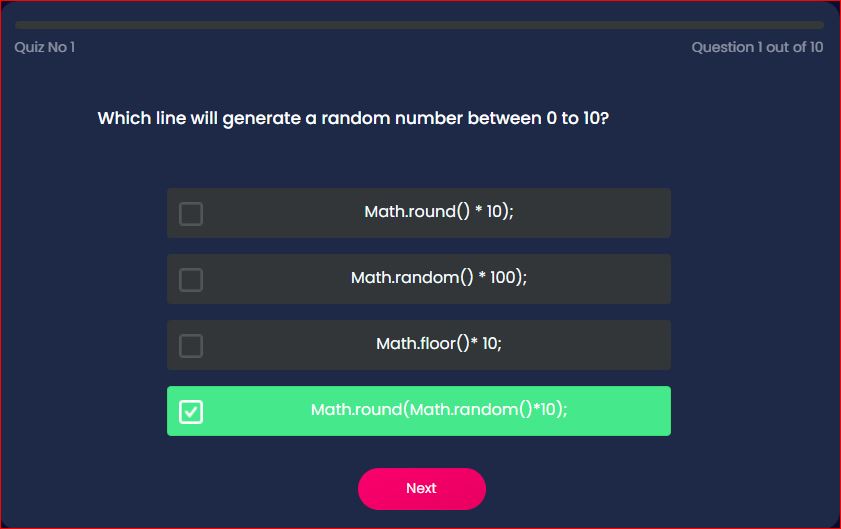 Quiz No 1
Question 1 out of 10
Which line will generate a random number between 0 to 10?
Math.round() * 10);
Math.random() * 100);
Math.floor()* 10;
Math.round(Math.random()*10);
Next